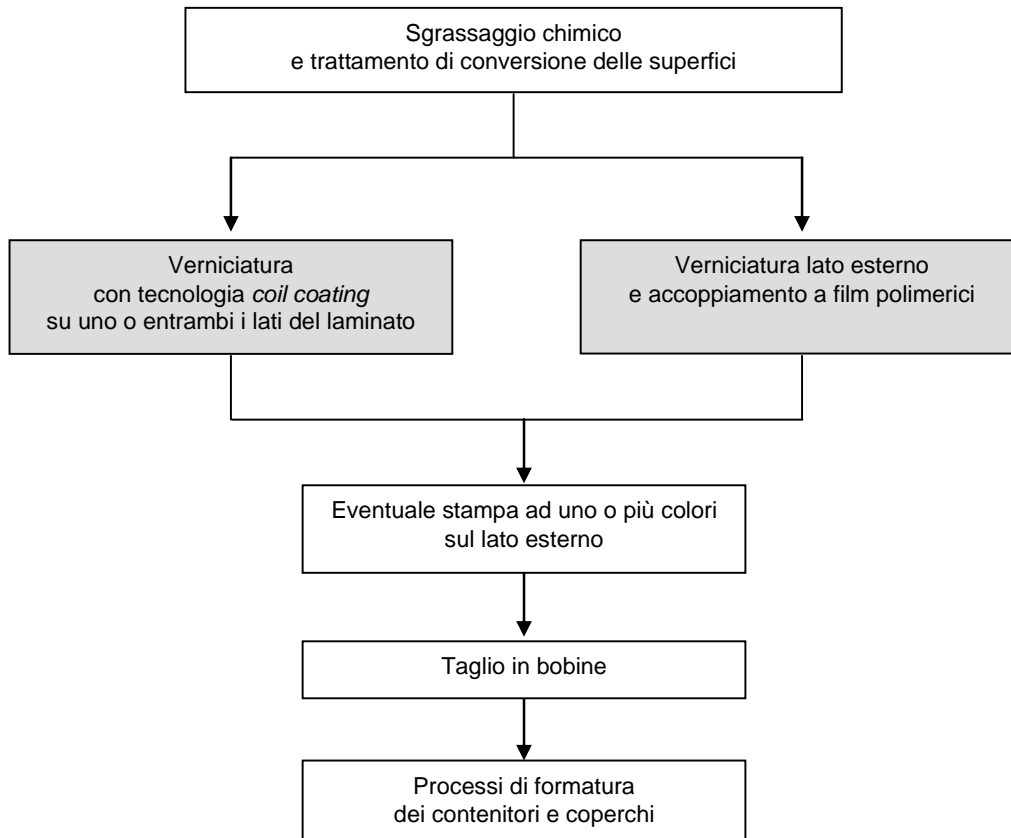 Sgrassaggio chimico
e trattamento di conversione delle superfici
Verniciatura
con tecnologia coil coating
su uno o entrambi i lati del laminato
Verniciatura lato esterno
e accoppiamento a film polimerici
Eventuale stampa ad uno o più colori
sul lato esterno
Taglio in bobine
Processi di formatura
dei contenitori e coperchi